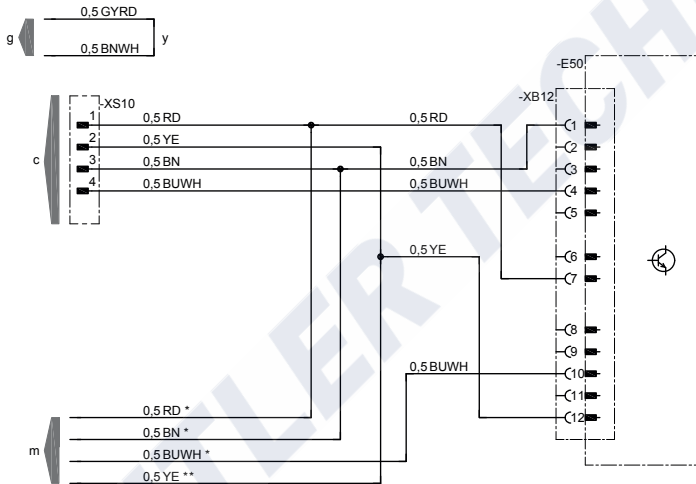 0,5 GYRD
g y
0,5 BNWH
-E50
-XS10 -XB12
1 0,5 RD 0,5 RD 1
2 0,5 YE 2
3 0,5 BN 0,5 BN 3
c
4 0,5 BUWH 0,5 BUWH 4
5
0,5 YE 6
7
8
9
0,5 BUWH 10
11
12
0,5 RD *
0,5 BN *
m
0,5 BUWH *
0,5 YE **
TLER TECH